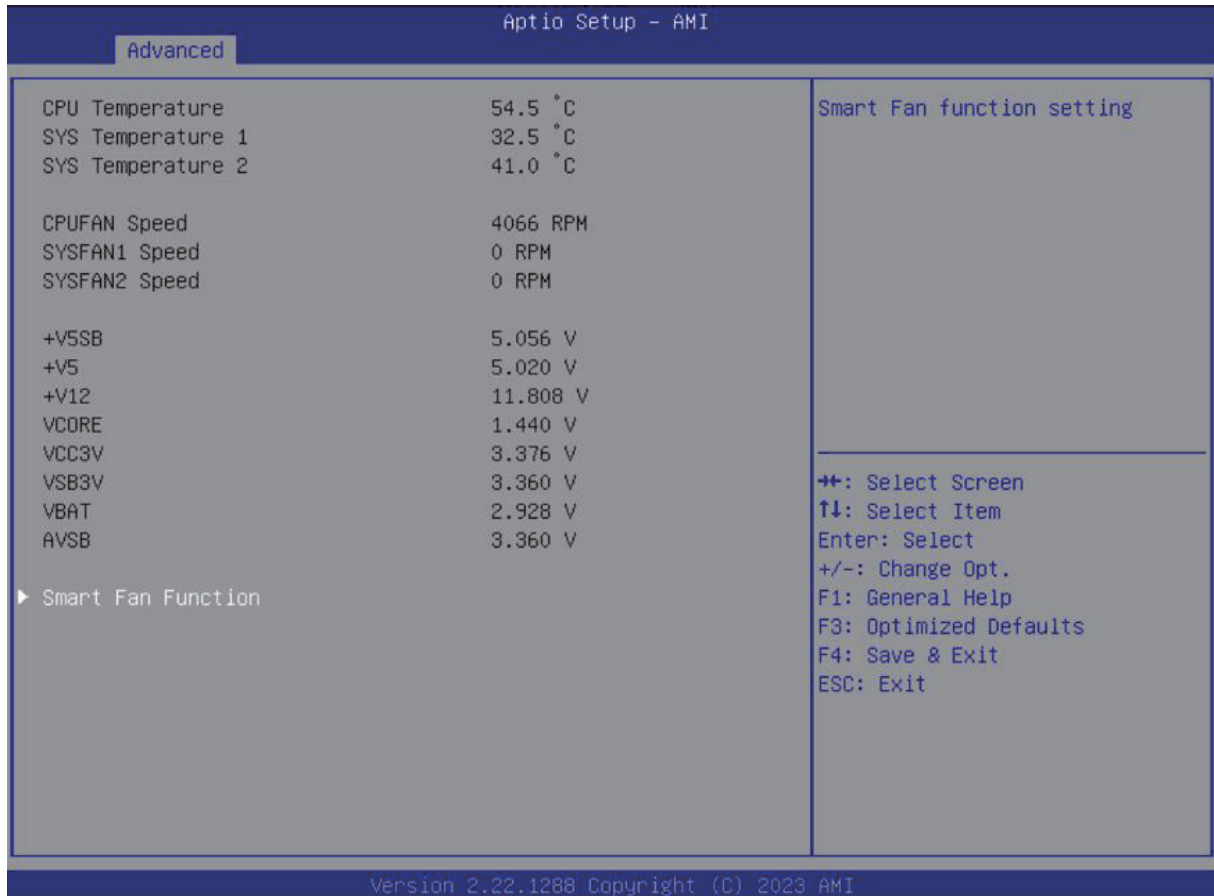 Aptio Setup - AMI
Advanced
CPU Temperature 54.5 °C
SYS Temperature 1 32.5 °C
SYS Temperature 2 41.0 °C
CPUFAN Speed 4066 RPM
SYSFAN1 Speed 0 RPM
SYSFAN2 Speed 0 RPM
+V5SB 5.056 V
+V5 5.020 V
+V12 11.808 V
VCORE 1.440 V
VCC3V 3.376 V
VSB3V 3.360 V
VBAT 2.928 V
AVSB 3.360 V
▶ Smart Fan Function
Smart Fan function setting
→←: Select Screen
↑↓: Select Item
Enter: Select
+/-: Change Opt.
F1: General Help
F3: Optimized Defaults
F4: Save & Exit
ESC: Exit
Version 2.22.1288 Copyright (C) 2023 AMI